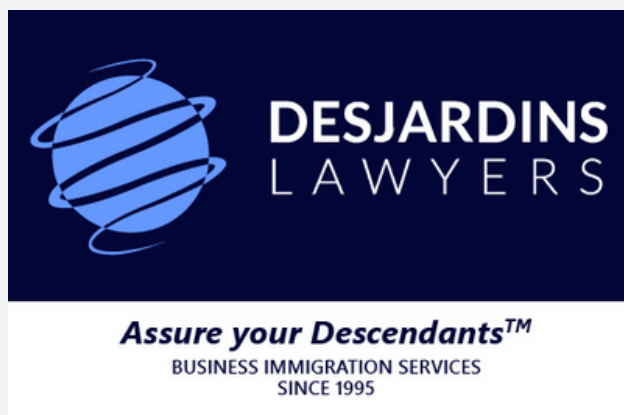 DESJARDINS
LAWYERS
Assure your Descendants™
BUSINESS IMMIGRATION SERVICES
SINCE 1995